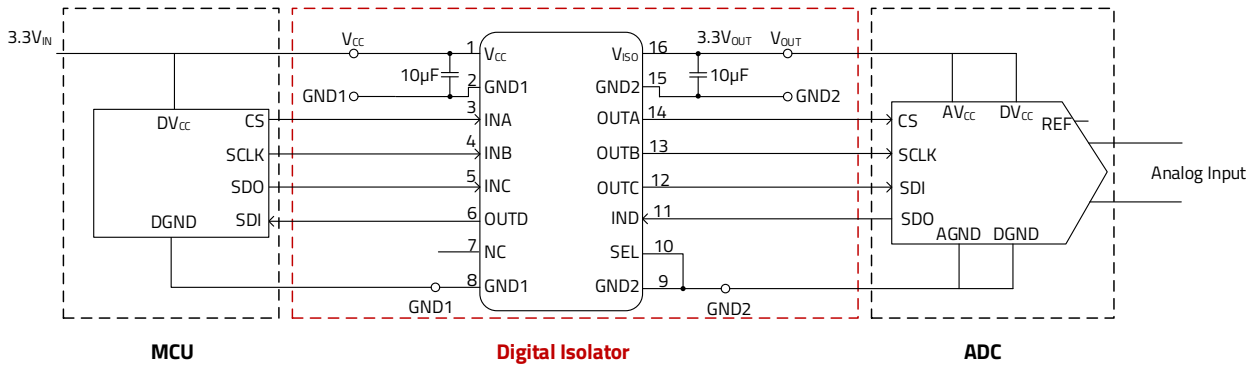 3.3VIN
VCC
1
VCC
10µF
2
GND1
GND1
3
INA
4
INB
5
INC
6
OUTD
7
NC
8
GND1
GND1
DVCC
CS
SCLK
SDO
SDI
DGND
VISO
16
3.3VOUT
VOUT
10µF
GND2
15
GND2
OUTA
14
OUTB
13
OUTC
12
IND
11
SEL
10
GND2
9
GND2
AVCC
DVCC
REF
CS
SCLK
SDI
SDO
AGND
DGND
Analog Input
MCU
Digital Isolator
ADC